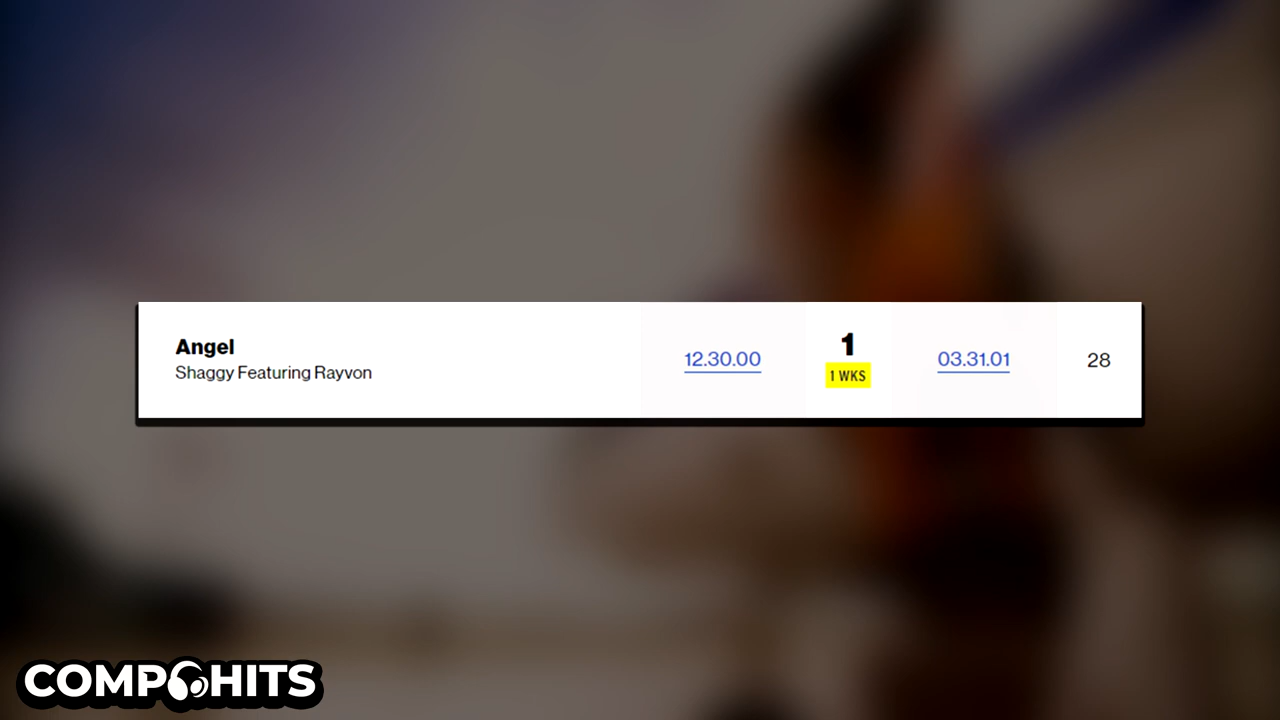 Angel
Shaggy Featuring Rayvon
12.30.00
1
1 WKS
03.31.01
28
COMPOHITS